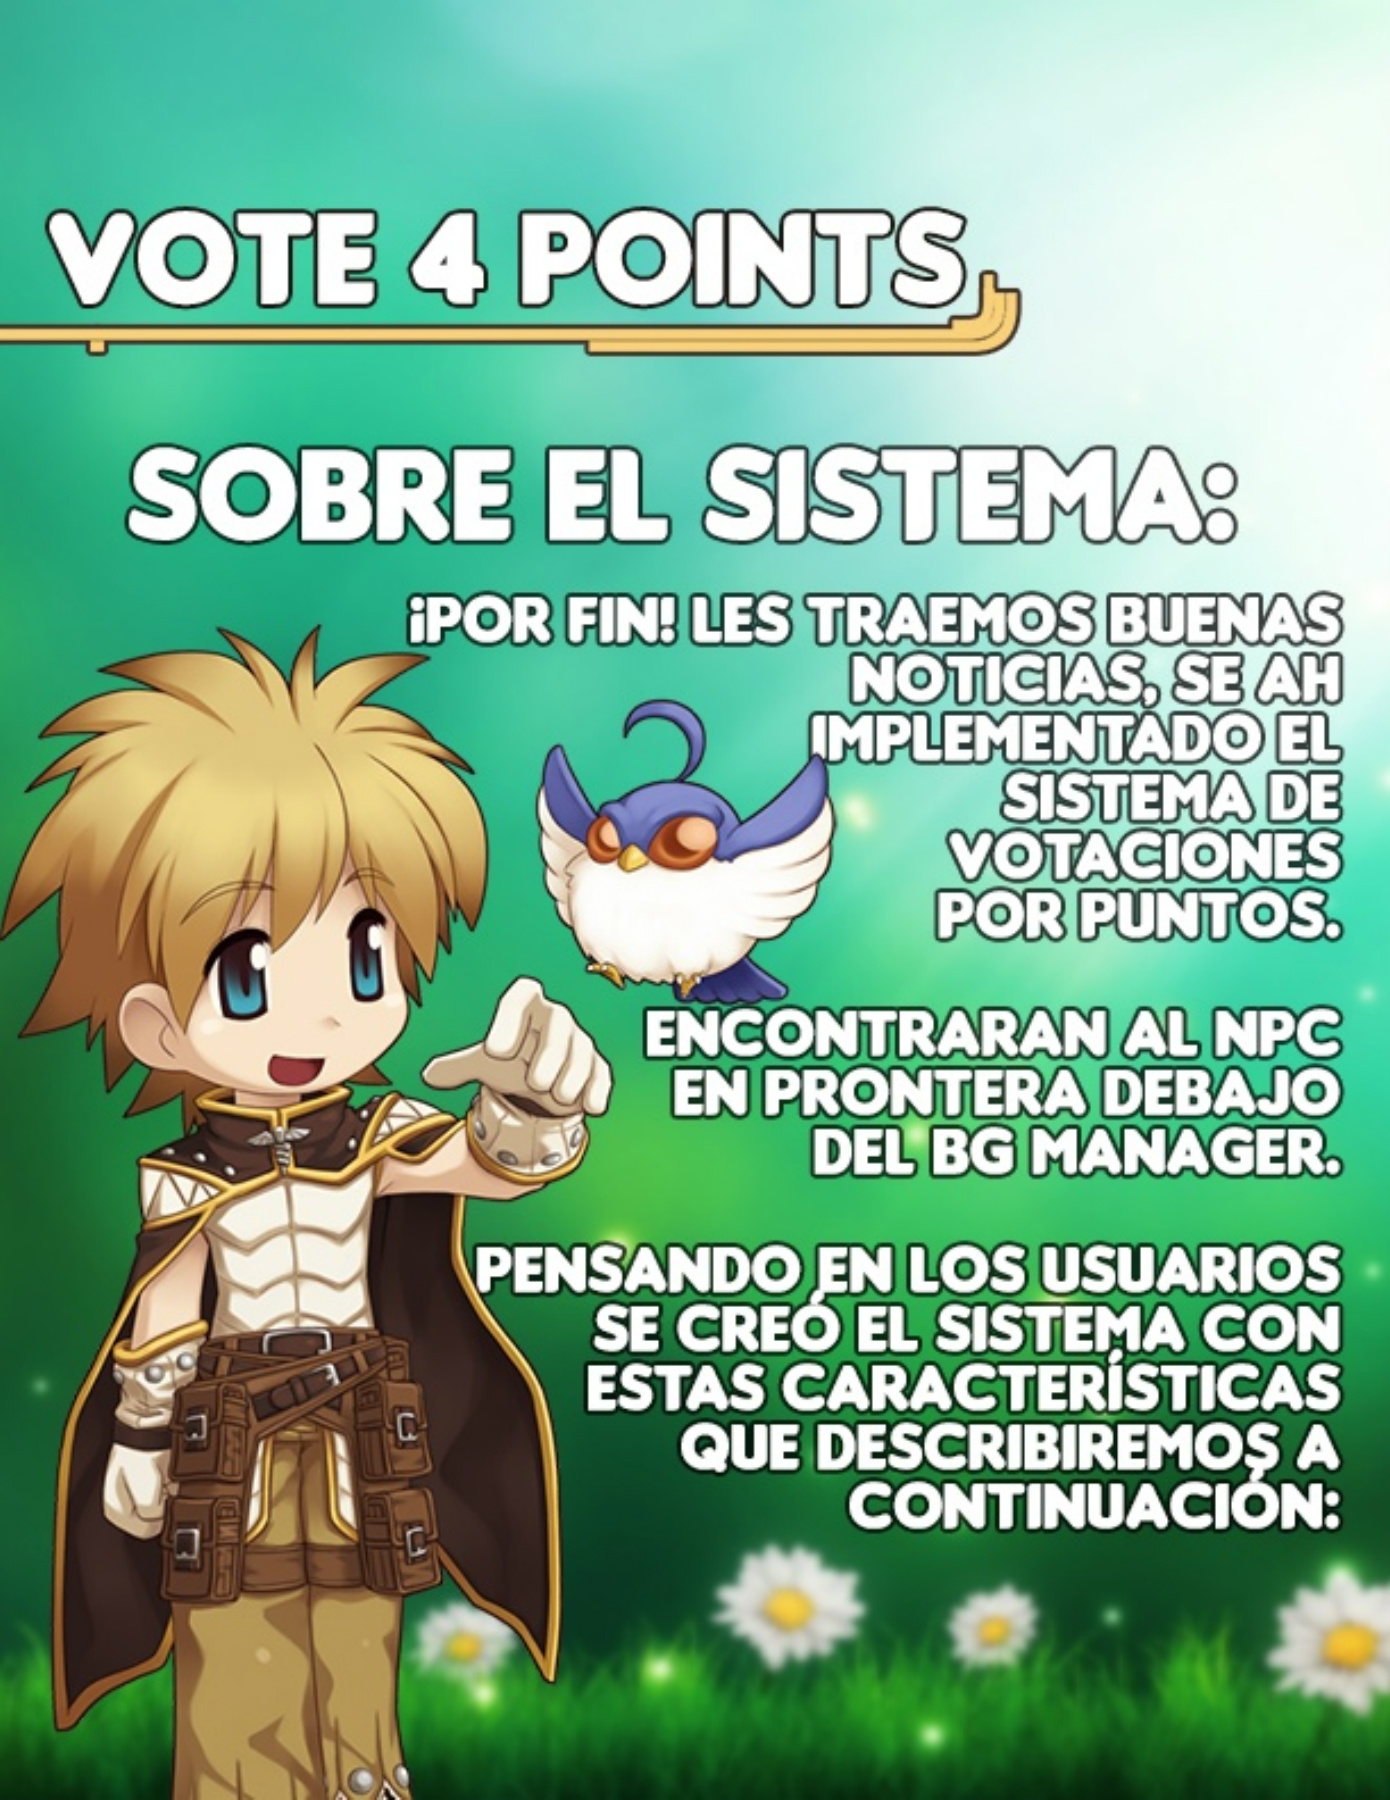 VOTE 4 POINTS
SOBRE EL SISTEMA:
¡POR FIN! LES TRAEMOS BUENAS
NOTICIAS, SE AH
IMPLEMENTADO EL
SISTEMA DE
VOTACIONES
POR PUNTOS.
ENCONTRARAN AL NPC
EN PRONTERA DEBAJO
DEL BG MANAGER.
PENSANDO EN LOS USUARIOS
SE CREÓ EL SISTEMA CON
ESTAS CARACTERÍSTICAS
QUE DESCRIBIREMOS A
CONTINUACIÓN: